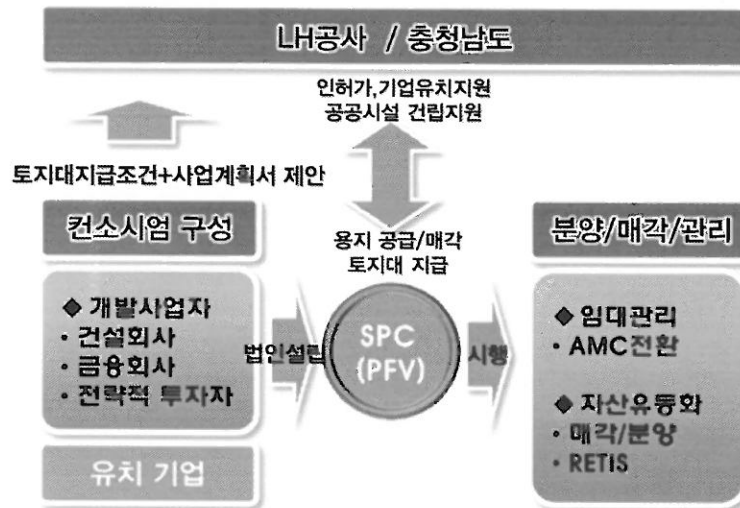 LH공사 / 충청남도
인허가,기업유치지원
공공시설 건립지원
토지대지급조건+사업계획서 제안
컨소시엄 구성
◆ 개발사업자
• 건설회사
• 금융회사
• 전략적 투자자
유치 기업
법인설립
용지 공급/매각
토지대 지급
SPC
(PFV)
시행
분양/매각/관리
◆ 임대관리
• AMC전환
◆ 자산유동화
• 매각/분양
• RETIS